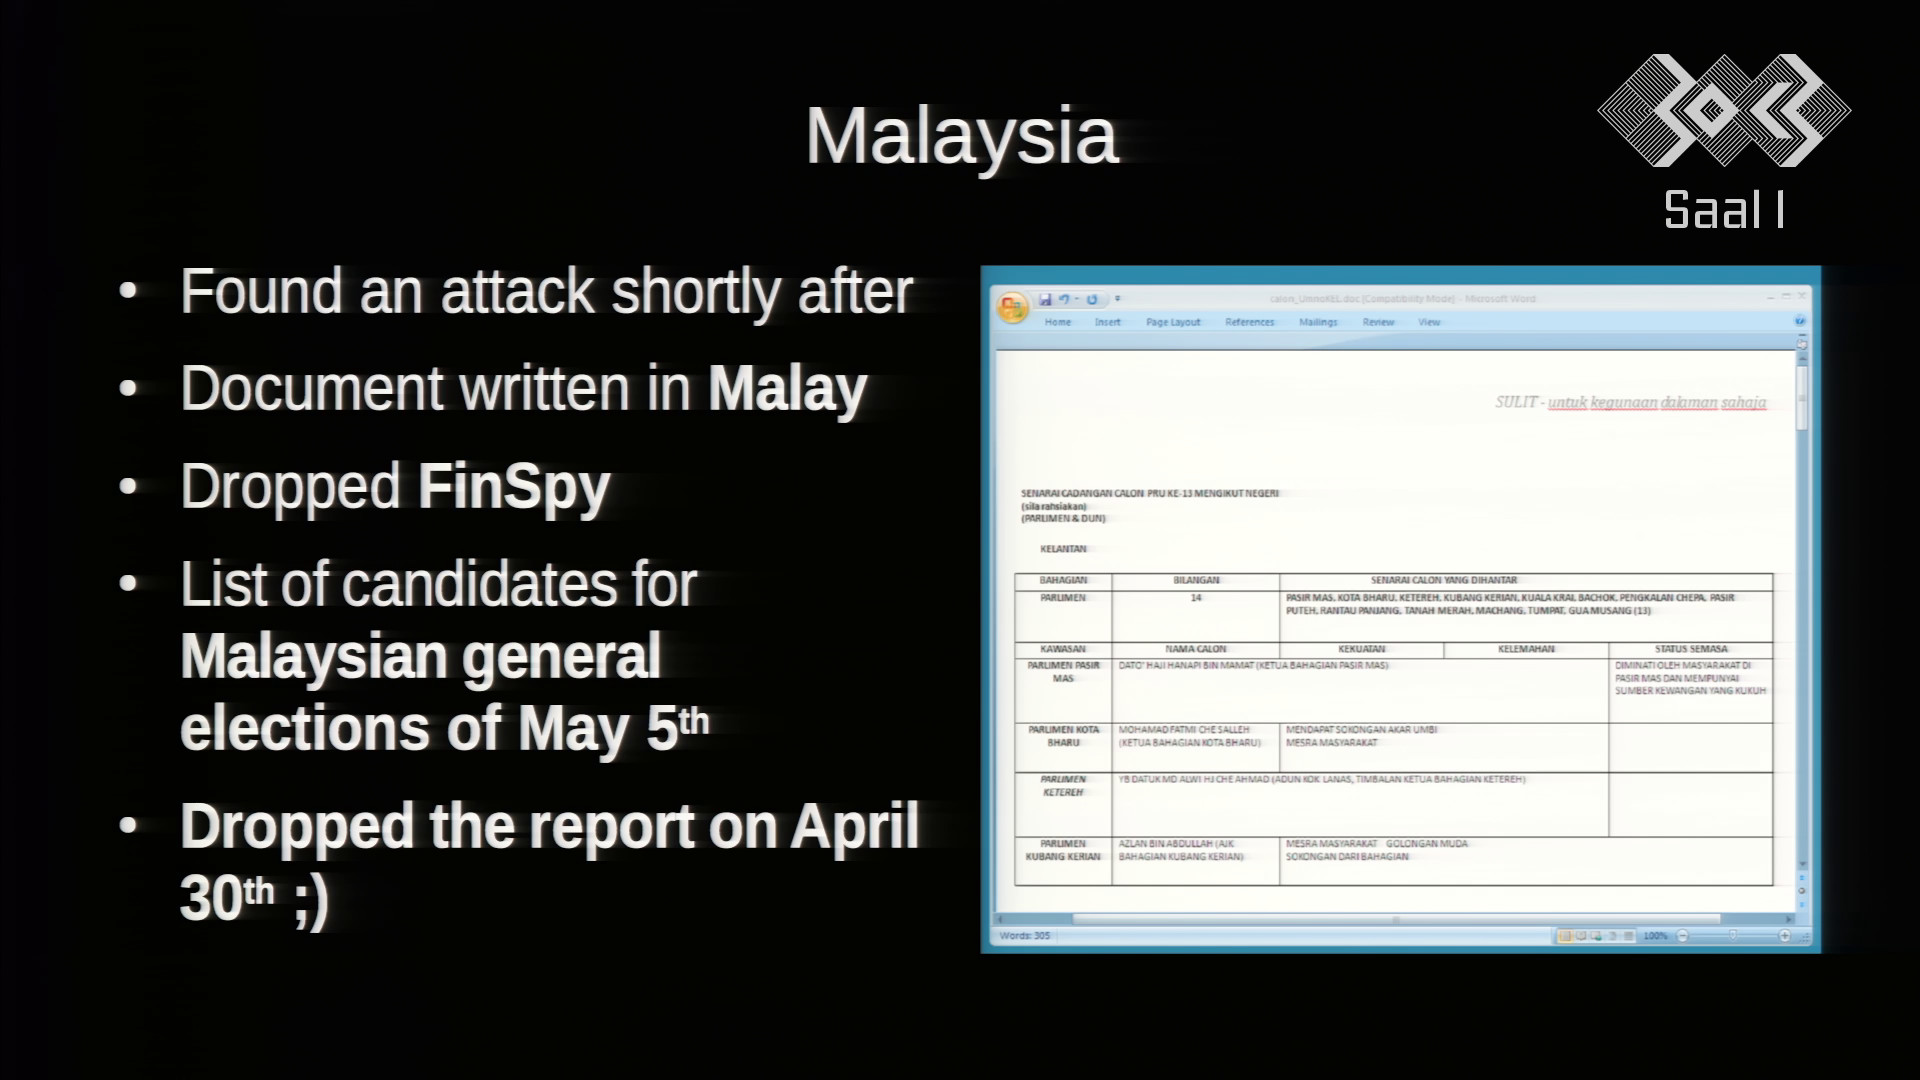 Malaysia
Saal 1
• Found an attack shortly after
• Document written in Malay
• Dropped FinSpy
• List of candidates for
Malaysian general
elections of May 5th
• Dropped the report on April
30th ;)
calon_UmnoKEL.doc [Compatibility Mode] - Microsoft Word
Home Insert Page Layout References Mailings Review View
SULIT - untuk kegunaan dalaman sahaja
SENARAI CADANGAN CALON PRU KE-13 MENGIKUT NEGERI
(sila rahsiakan)
(PARLIMEN & DUN)
KELANTAN
BAHAGIAN BILANGAN SENARAI CALON YANG DIHANTAR
PARLIMEN 14 PASIR MAS, KOTA BHARU, KETEREH, KUBANG KERIAN, KUALA KRAI, BACHOK, PENGKALAN CHEPA, PASIR
PUTEH, RANTAU PANJANG, TANAH MERAH, MACHANG, TUMPAT, GUA MUSANG (13)
KAWASAN NAMA CALON KEKUATAN KELEMAHAN STATUS SEMASA
PARLIMEN PASIR DATO' HAJI HANAPI BIN MAMAT (KETUA BAHAGIAN PASIR MAS) DIMINATI OLEH MASYARAKAT DI
MAS PASIR MAS DAN MEMPUNYAI
SUMBER KEWANGAN YANG KUKUH
PARLIMEN KOTA MOHAMAD FATMI CHE SALLEH MENDAPAT SOKONGAN AKAR UMBI
BHARU (KETUA BAHAGIAN KOTA BHARU) MESRA MASYARAKAT
PARLIMEN YB DATUK MD ALWI HJ CHE AHMAD (ADUN KOK LANAS, TIMBALAN KETUA BAHAGIAN KETEREH)
KETEREH
PARLIMEN AZLAN BIN ABDULLAH (AJK MESRA MASYARAKAT GOLONGAN MUDA
KUBANG KERIAN BAHAGIAN KUBANG KERIAN) SOKONGAN DARI BAHAGIAN
Words: 305 100%